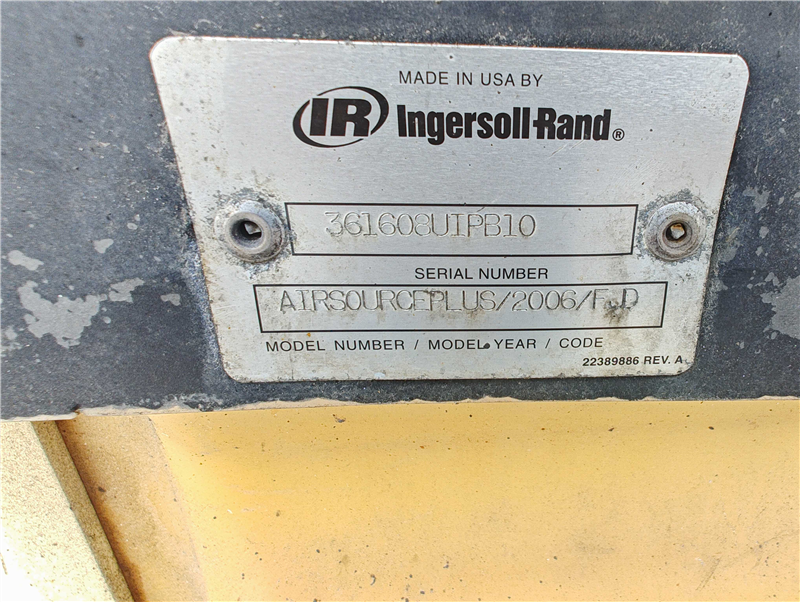 MADE IN USA BY
IR Ingersoll-Rand®
361608UIPB10
SERIAL NUMBER
AIRSOURCEPLUS/2006/F.D
MODEL NUMBER / MODEL YEAR / CODE
22389886 REV. A